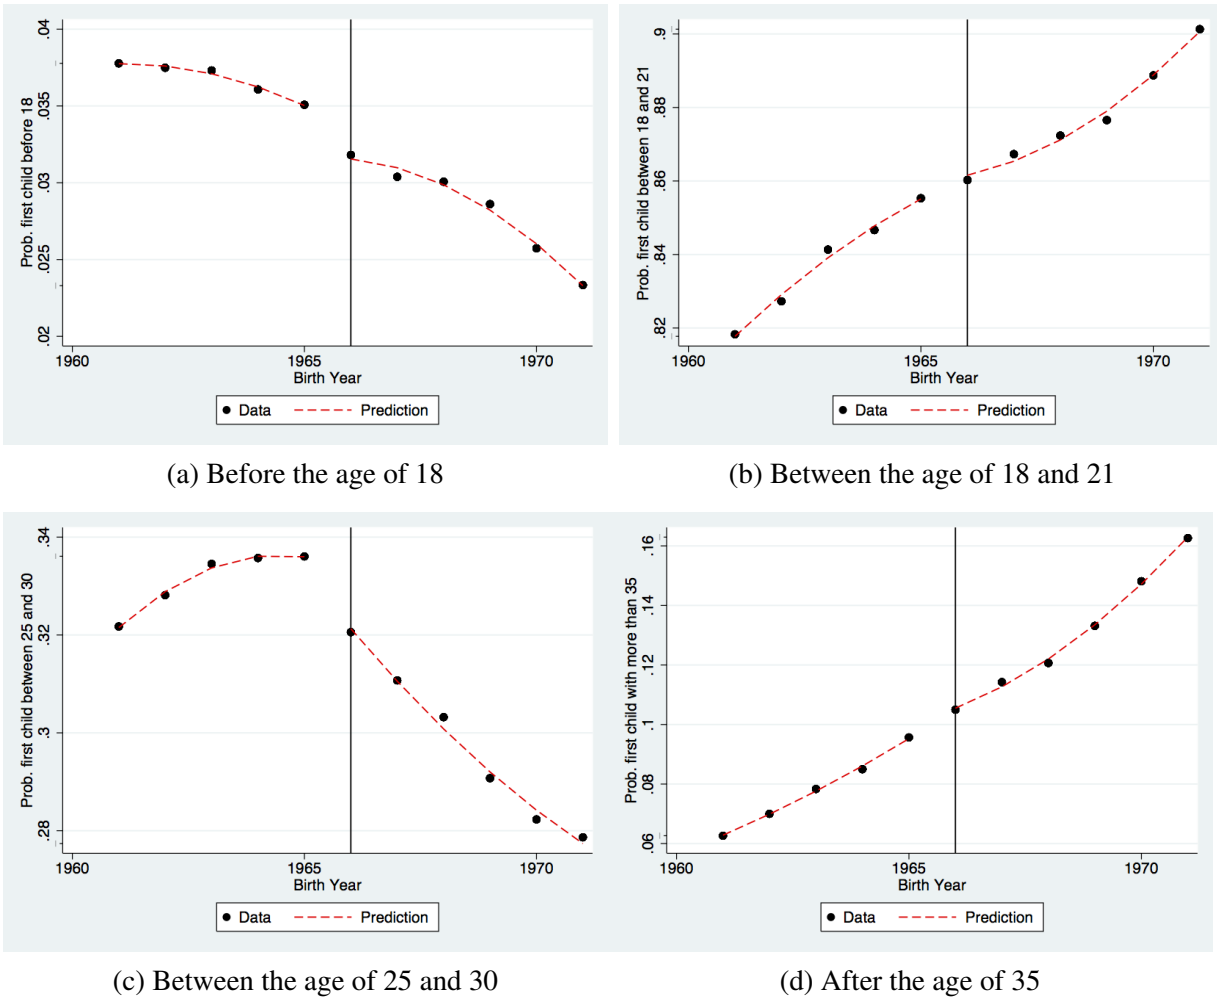 Prob. first child before 18
.04
.035
.03
.025
.02
1960
1965
1970
Birth Year
Data
Prediction
(a) Before the age of 18
Prob. first child between 18 and 21
.9
.88
.86
.84
.82
1960
1965
1970
Birth Year
Data
Prediction
(b) Between the age of 18 and 21
Prob. first child between 25 and 30
.34
.32
.3
.28
1960
1965
1970
Birth Year
Data
Prediction
(c) Between the age of 25 and 30
Prob. first child with more than 35
.16
.14
.12
.1
.08
.06
1960
1965
1970
Birth Year
Data
Prediction
(d) After the age of 35